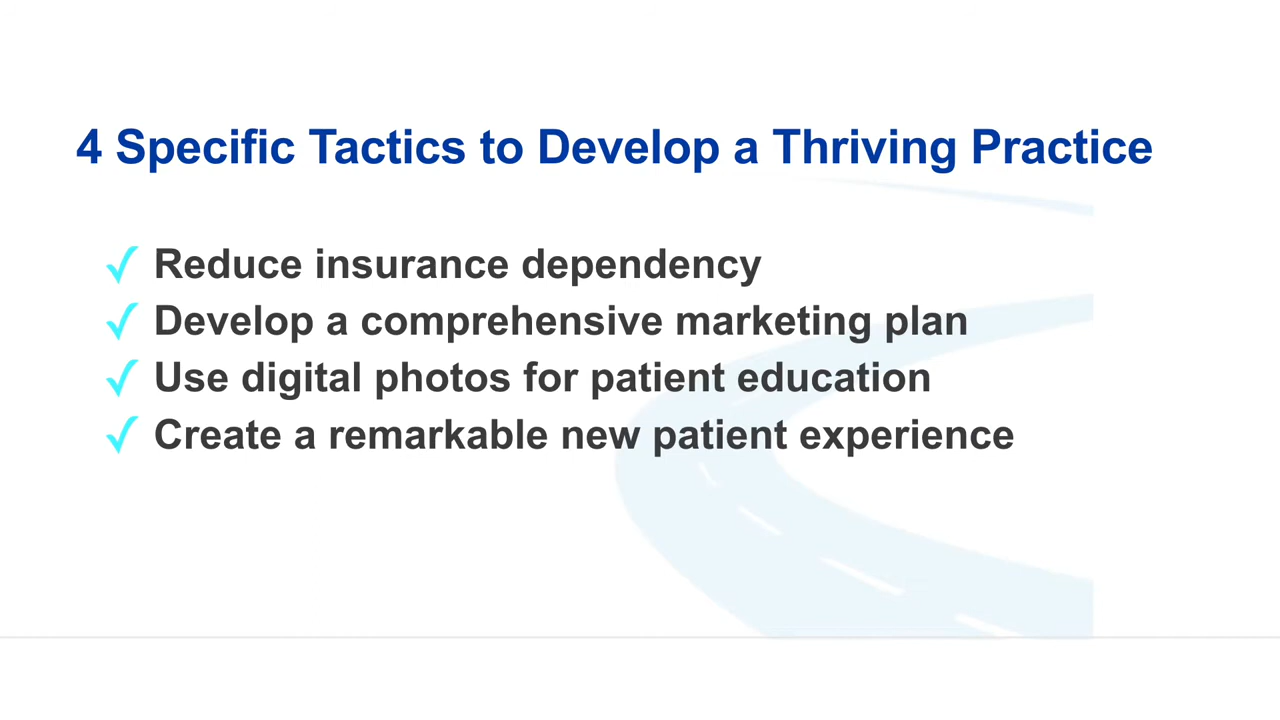 4 Specific Tactics to Develop a Thriving Practice
✓ Reduce insurance dependency
✓ Develop a comprehensive marketing plan
✓ Use digital photos for patient education
✓ Create a remarkable new patient experience